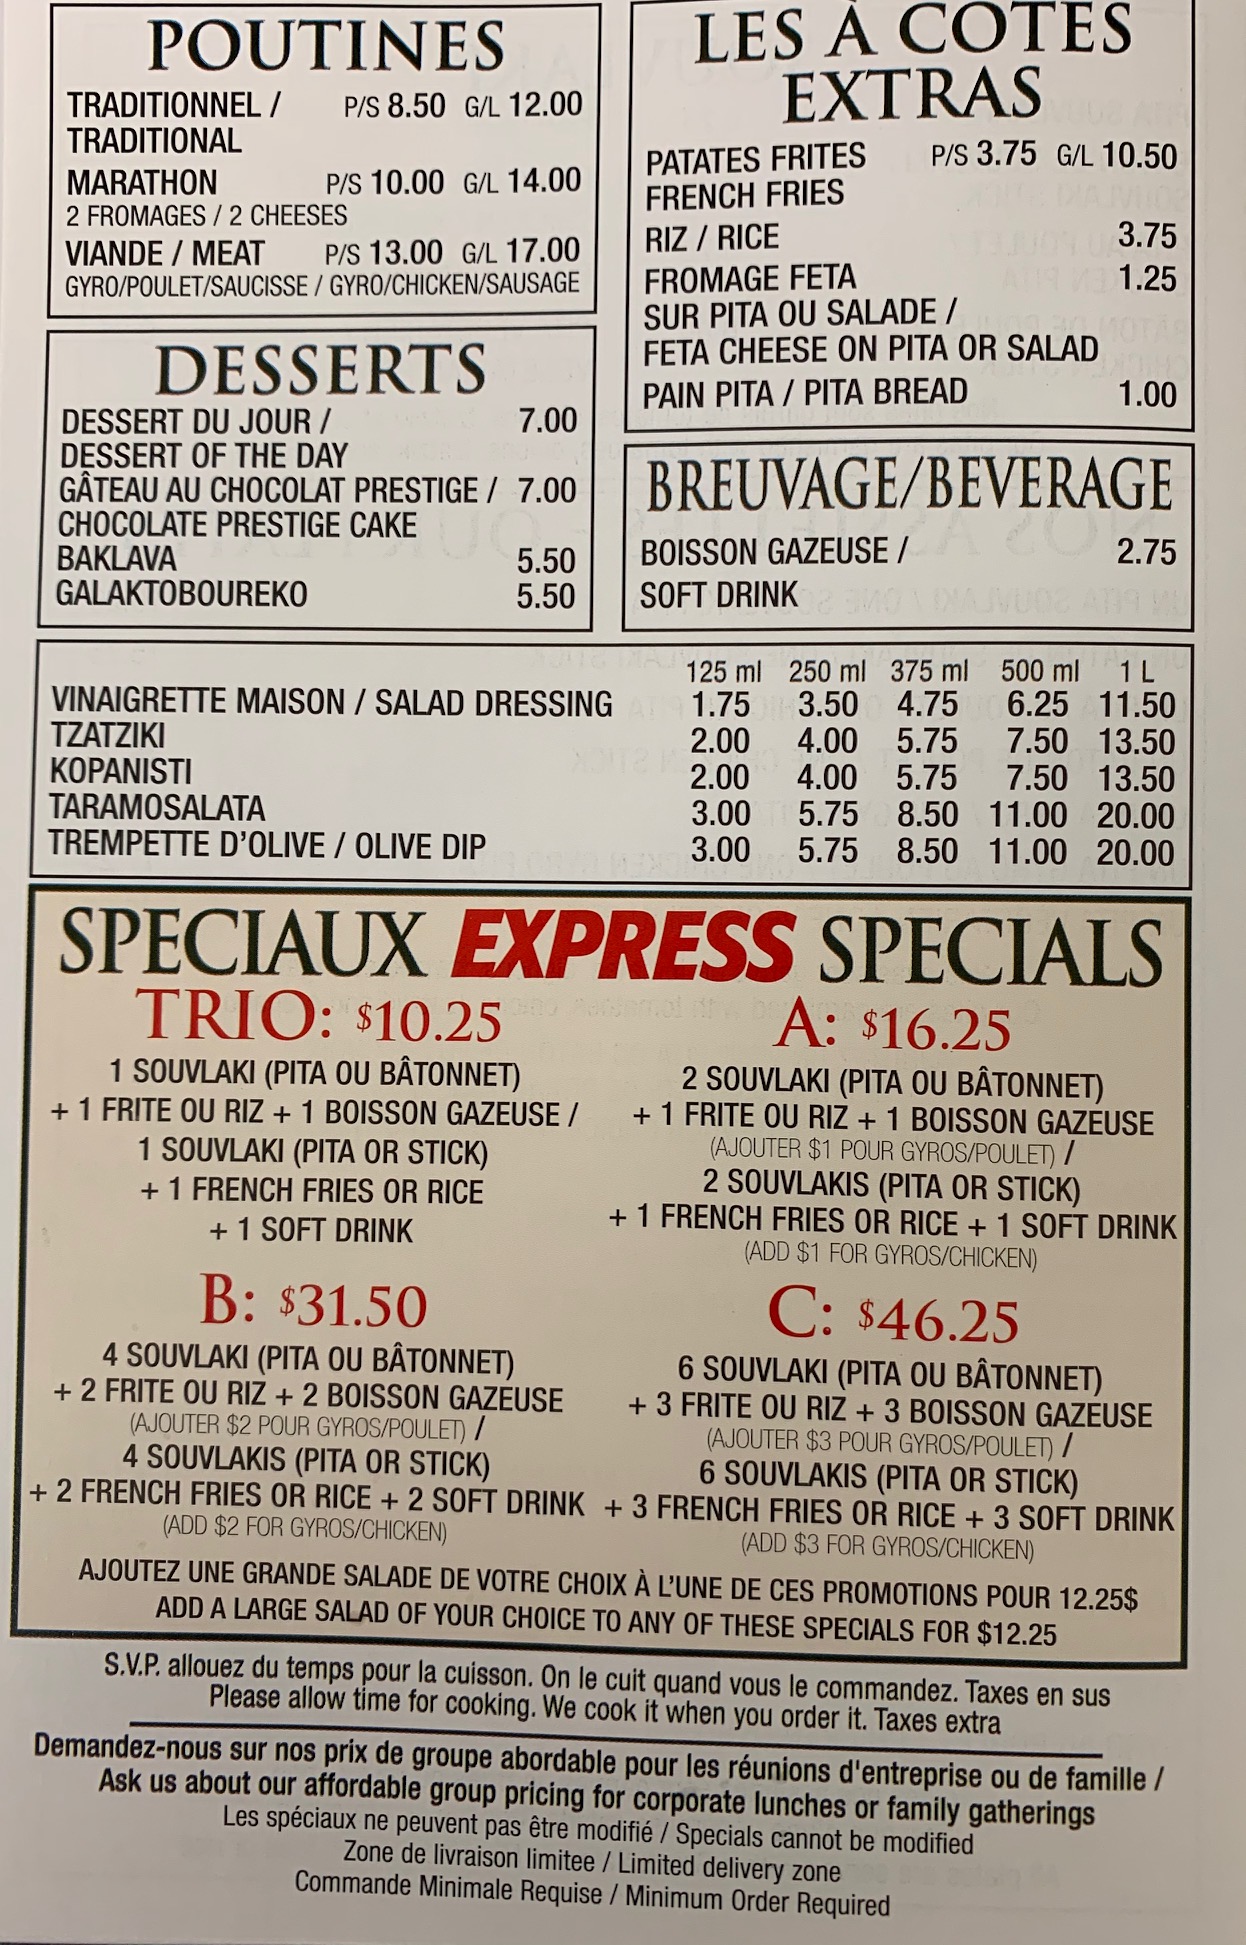 POUTINES
TRADITIONNEL / P/S 8.50 G/L 12.00
TRADITIONAL
MARATHON P/S 10.00 G/L 14.00
2 FROMAGES / 2 CHEESES
VIANDE / MEAT P/S 13.00 G/L 17.00
GYRO/POULET/SAUCISSE / GYRO/CHICKEN/SAUSAGE
DESSERTS
DESSERT DU JOUR / 7.00
DESSERT OF THE DAY
GÂTEAU AU CHOCOLAT PRESTIGE / 7.00
CHOCOLATE PRESTIGE CAKE
BAKLAVA 5.50
GALAKTOBOUREKO 5.50
LES À COTES
EXTRAS
PATATES FRITES P/S 3.75 G/L 10.50
FRENCH FRIES
RIZ / RICE 3.75
FROMAGE FETA 1.25
SUR PITA OU SALADE /
FETA CHEESE ON PITA OR SALAD
PAIN PITA / PITA BREAD 1.00
BREUVAGE/BEVERAGE
BOISSON GAZEUSE / 2.75
SOFT DRINK
125 ml 250 ml 375 ml 500 ml 1 L
VINAIGRETTE MAISON / SALAD DRESSING 1.75 3.50 4.75 6.25 11.50
TZATZIKI 2.00 4.00 5.75 7.50 13.50
KOPANISTI 2.00 4.00 5.75 7.50 13.50
TARAMOSALATA 3.00 5.75 8.50 11.00 20.00
TREMPETTE D'OLIVE / OLIVE DIP 3.00 5.75 8.50 11.00 20.00
SPECIAUX EXPRESS SPECIALS
TRIO: $10.25
1 SOUVLAKI (PITA OU BÂTONNET)
+ 1 FRITE OU RIZ + 1 BOISSON GAZEUSE /
1 SOUVLAKI (PITA OR STICK)
+ 1 FRENCH FRIES OR RICE
+ 1 SOFT DRINK
A: $16.25
2 SOUVLAKI (PITA OU BÂTONNET)
+ 1 FRITE OU RIZ + 1 BOISSON GAZEUSE
(AJOUTER $1 POUR GYROS/POULET) /
2 SOUVLAKIS (PITA OR STICK)
+ 1 FRENCH FRIES OR RICE + 1 SOFT DRINK
(ADD $1 FOR GYROS/CHICKEN)
B: $31.50
4 SOUVLAKI (PITA OU BÂTONNET)
+ 2 FRITE OU RIZ + 2 BOISSON GAZEUSE
(AJOUTER $2 POUR GYROS/POULET) /
4 SOUVLAKIS (PITA OR STICK)
+ 2 FRENCH FRIES OR RICE + 2 SOFT DRINK
(ADD $2 FOR GYROS/CHICKEN)
C: $46.25
6 SOUVLAKI (PITA OU BÂTONNET)
+ 3 FRITE OU RIZ + 3 BOISSON GAZEUSE
(AJOUTER $3 POUR GYROS/POULET) /
6 SOUVLAKIS (PITA OR STICK)
+ 3 FRENCH FRIES OR RICE + 3 SOFT DRINK
(ADD $3 FOR GYROS/CHICKEN)
AJOUTEZ UNE GRANDE SALADE DE VOTRE CHOIX À L'UNE DE CES PROMOTIONS POUR 12.25$
ADD A LARGE SALAD OF YOUR CHOICE TO ANY OF THESE SPECIALS FOR $12.25
S.V.P. allouez du temps pour la cuisson. On le cuit quand vous le commandez. Taxes en sus
Please allow time for cooking. We cook it when you order it. Taxes extra
Demandez-nous sur nos prix de groupe abordable pour les réunions d'entreprise ou de famille /
Ask us about our affordable group pricing for corporate lunches or family gatherings
Les spéciaux ne peuvent pas être modifié / Specials cannot be modified
Zone de livraison limitee / Limited delivery zone
Commande Minimale Requise / Minimum Order Required